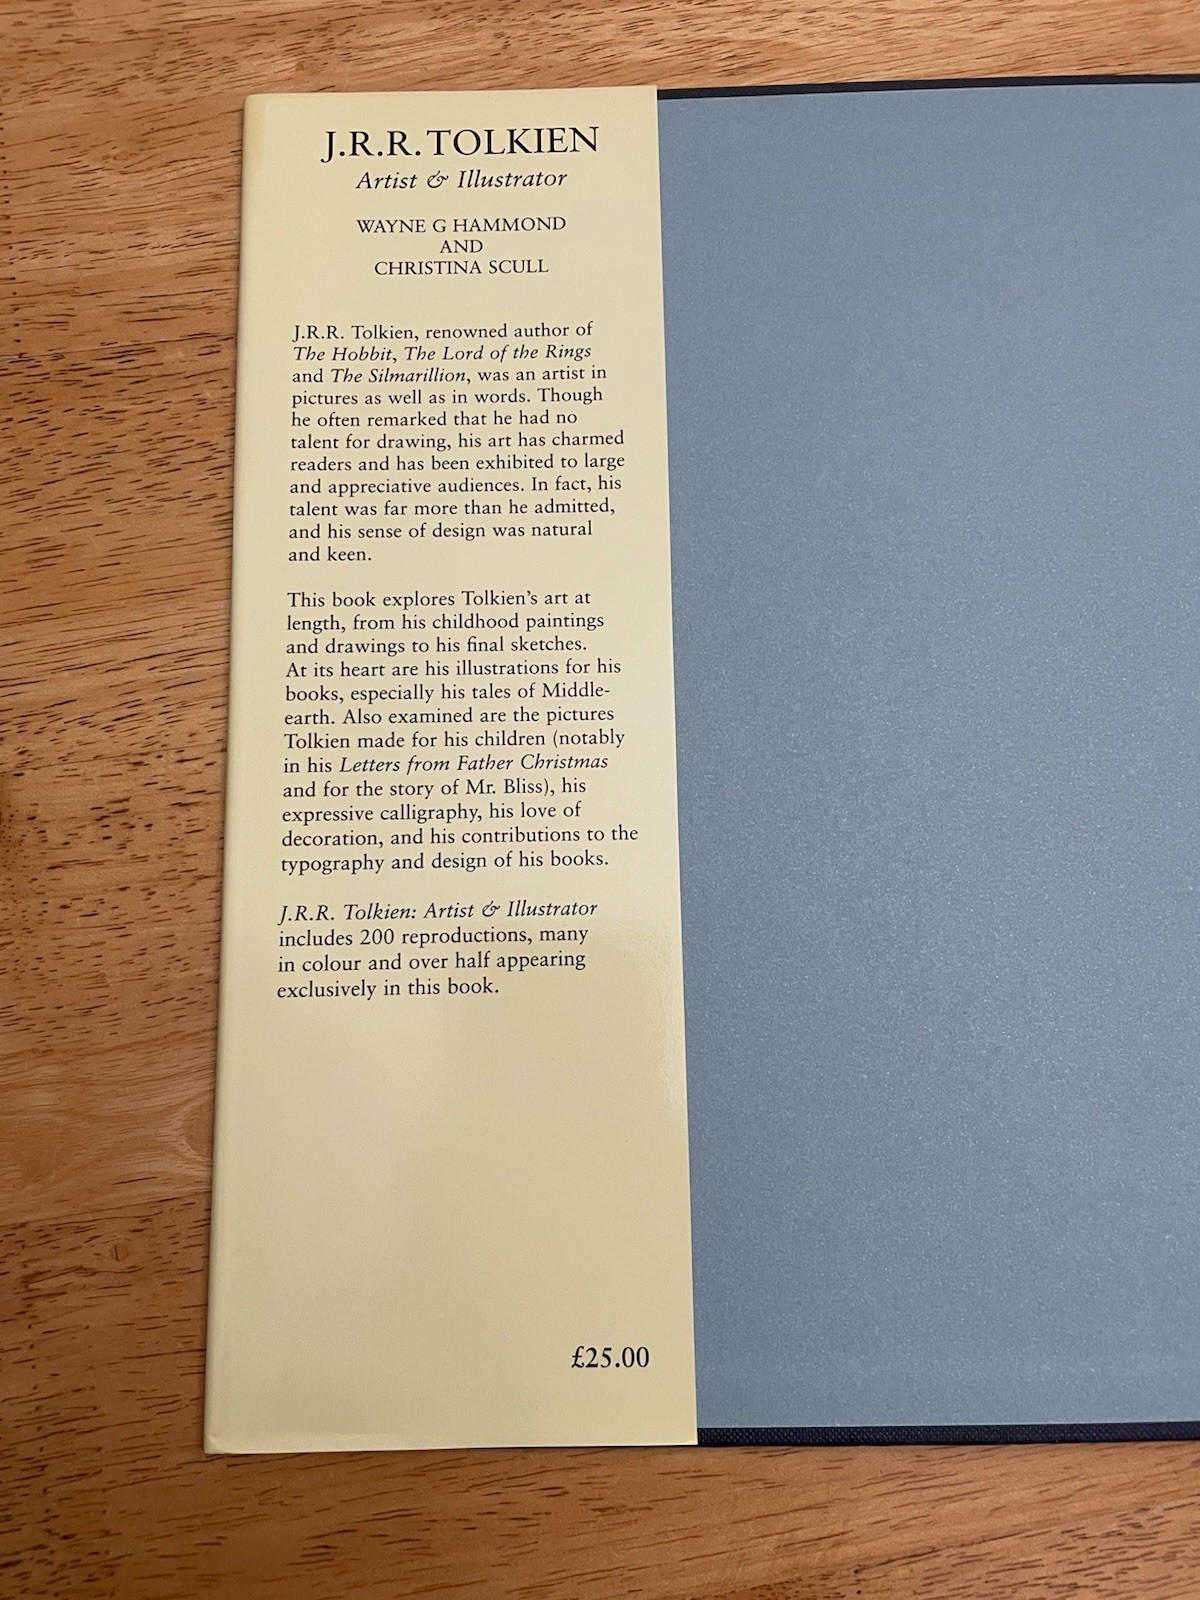 J.R.R. TOLKIEN
Artist & Illustrator
WAYNE G HAMMOND
AND
CHRISTINA SCULL
J.R.R. Tolkien, renowned author of
The Hobbit, The Lord of the Rings
and The Silmarillion, was an artist in
pictures as well as in words. Though
he often remarked that he had no
talent for drawing, his art has charmed
readers and has been exhibited to large
and appreciative audiences. In fact, his
talent was far more than he admitted,
and his sense of design was natural
and keen.
This book explores Tolkien’s art at
length, from his childhood paintings
and drawings to his final sketches.
At its heart are his illustrations for his
books, especially his tales of Middle-
earth. Also examined are the pictures
Tolkien made for his children (notably
in his Letters from Father Christmas
and for the story of Mr. Bliss), his
expressive calligraphy, his love of
decoration, and his contributions to the
typography and design of his books.
J.R.R. Tolkien: Artist & Illustrator
includes 200 reproductions, many
in colour and over half appearing
exclusively in this book.
£25.00